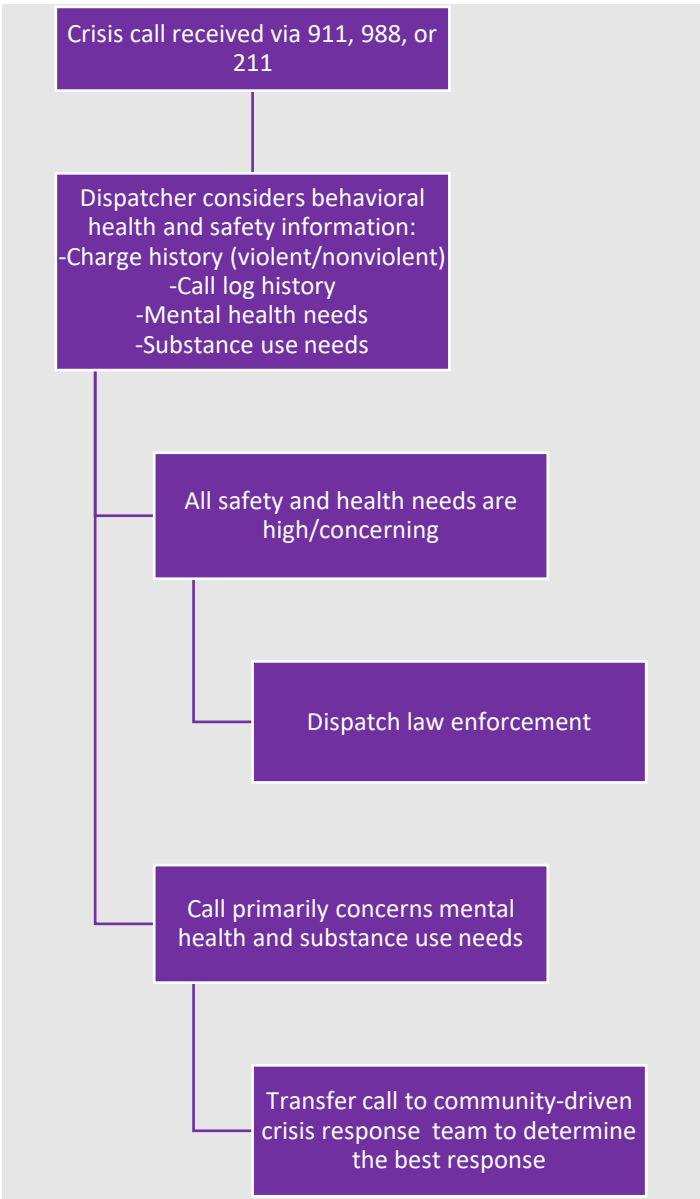 Crisis call received via 911, 988, or
211
Dispatcher considers behavioral
health and safety information:
-Charge history (violent/nonviolent)
-Call log history
-Mental health needs
-Substance use needs
All safety and health needs are
high/concerning
Dispatch law enforcement
Call primarily concerns mental
health and substance use needs
Transfer call to community-driven
crisis response  team to determine
the best response